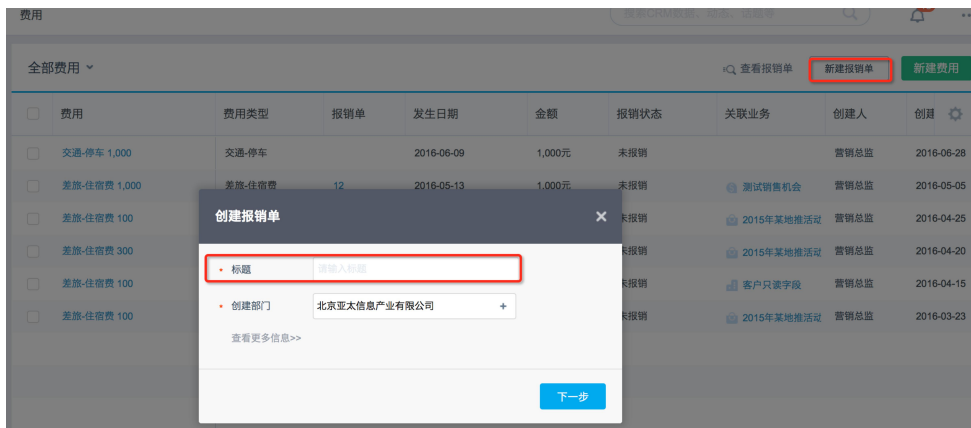 费用
搜索CRM数据、动态、话题等
全部费用
查看报销单 新建报销单 新建费用
费用 费用类型 报销单 发生日期 金额 报销状态 关联业务 创建人
交通-停车 1,000 交通-停车 2016-06-09 1,000元 未报销 营销总监 2016-06-28
差旅-住宿费 1,000 差旅-住宿费 12 2016-05-13 1,000元 未报销 测试销售机会 营销总监 2016-05-05
差旅-住宿费 100 未报销 2015年某地推活动 营销总监 2016-04-25
差旅-住宿费 300 未报销 2015年某地推活动 营销总监 2016-04-20
差旅-住宿费 100 未报销 客户只读字段 营销总监 2016-04-15
差旅-住宿费 100 未报销 2015年某地推活动 营销总监 2016-03-23
创建报销单
标题 请输入标题
创建部门 北京亚太信息产业有限公司 +
查看更多信息>>
下一步